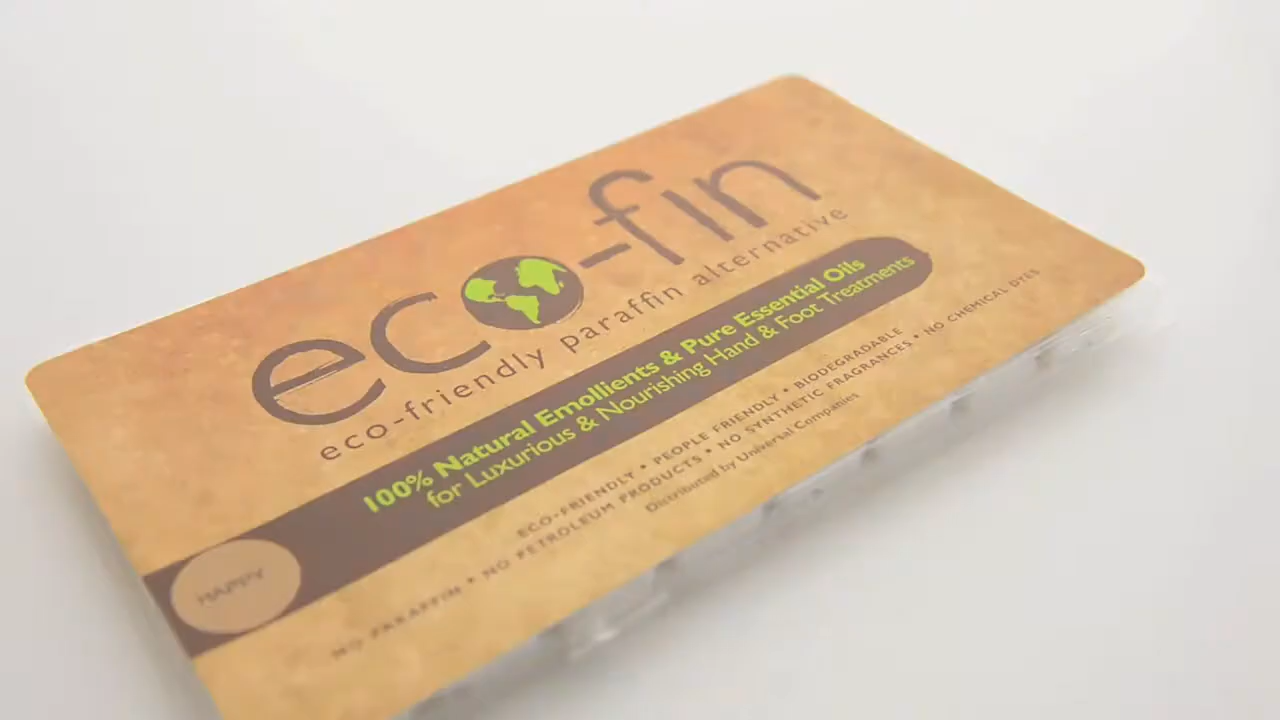 eco-fin
eco-friendly paraffin alternative
100% Natural Emollients & Pure Essential Oils
for Luxurious & Nourishing Hand & Foot Treatments
ECO-FRIENDLY • PEOPLE FRIENDLY • BIODEGRADABLE
NO PARAFFIN • NO PETROLEUM PRODUCTS • NO SYNTHETIC FRAGRANCES • NO CHEMICAL DYES
Distributed by Universal Companies
HAPPY